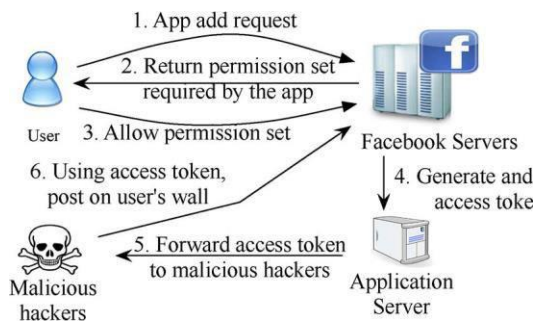 1. App add request
2. Return permission set
required by the app
3. Allow permission set
User
f
Facebook Servers
6. Using access token,
post on user's wall
4. Generate and
access toke
5. Forward access token
to malicious hackers
Malicious
hackers
Application
Server